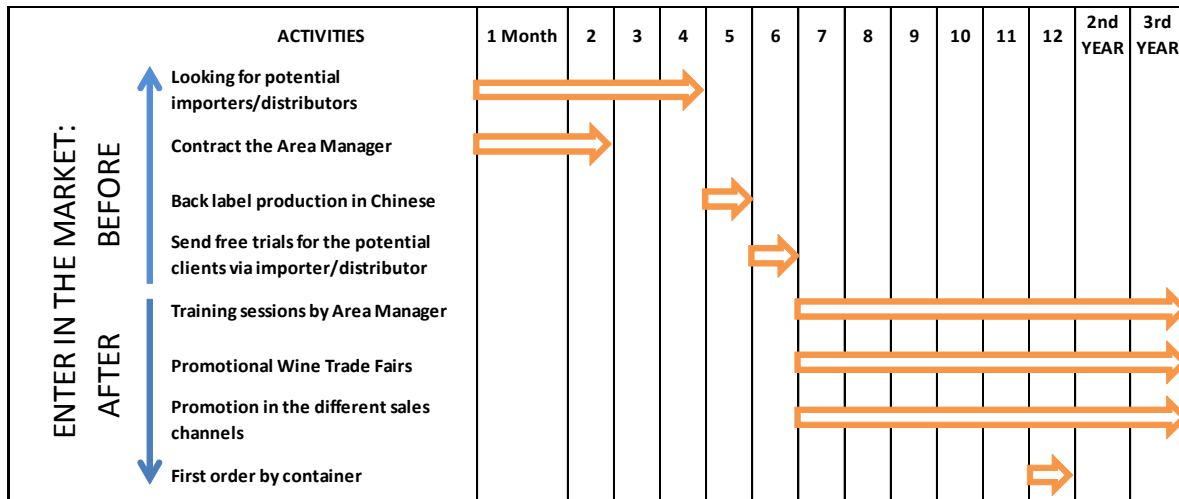 ACTIVITIES 1 Month 2 3 4 5 6 7 8 9 10 11 12 2nd YEAR 3rd YEAR
ENTER IN THE MARKET:
BEFORE
AFTER
Looking for potential
importers/distributors
Contract the Area Manager
Back label production in Chinese
Send free trials for the potential
clients via importer/distributor
Training sessions by Area Manager
Promotional Wine Trade Fairs
Promotion in the different sales
channels
First order by container